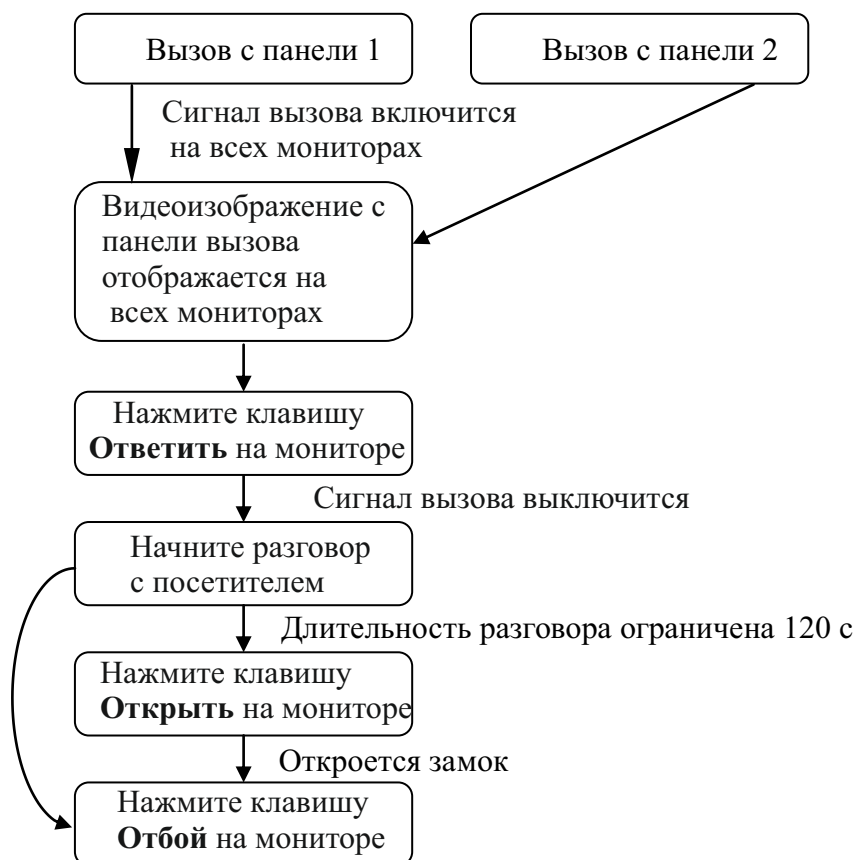 Вызов с панели 1
Вызов с панели 2
Сигнал вызова включится
на всех мониторах
Видеоизображение с
панели вызова
отображается на
всех мониторах
Нажмите клавишу
Ответить на мониторе
Сигнал вызова выключится
Начните разговор
с посетителем
Длительность разговора ограничена 120 с
Нажмите клавишу
Открыть на мониторе
Откроется замок
Нажмите клавишу
Отбой на мониторе